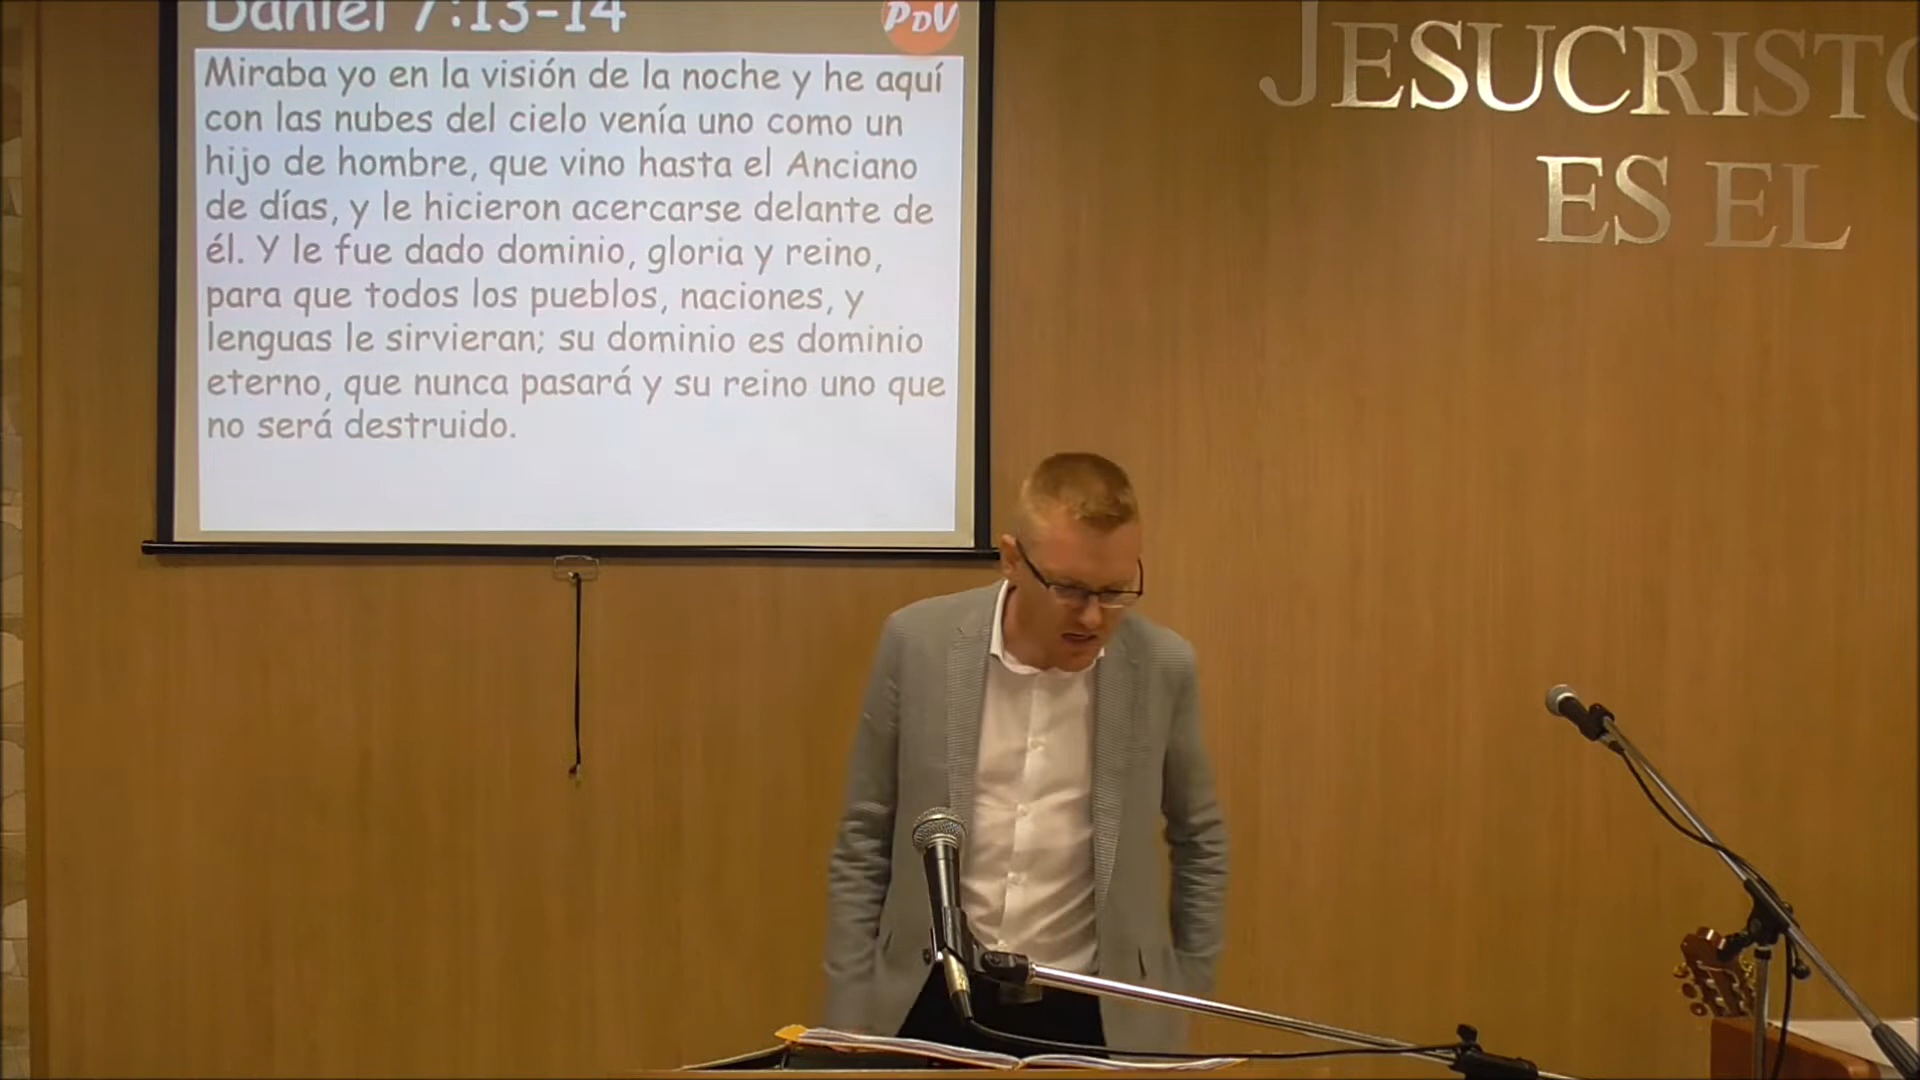 Daniel 7:13-14
PDV
Miraba yo en la visión de la noche y he aquí
con las nubes del cielo venía uno como un
hijo de hombre, que vino hasta el Anciano
de días, y le hicieron acercarse delante de
él. Y le fue dado dominio, gloria y reino,
para que todos los pueblos, naciones, y
lenguas le sirvieran; su dominio es dominio
eterno, que nunca pasará y su reino uno que
no será destruido.
JESUCRISTO
ES EL